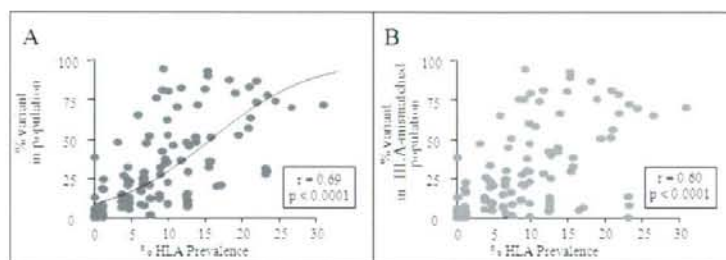 A
% variant
in population
100
75
50
25
0
0 5 10 15 20 25 30
% HLA Prevalence
r = 0.69
p < 0.0001
B
% variant
in HLA-mismatched
population
100
75
50
25
0
0 5 10 15 20 25 30
% HLA Prevalence
r = 0.60
p < 0.0001